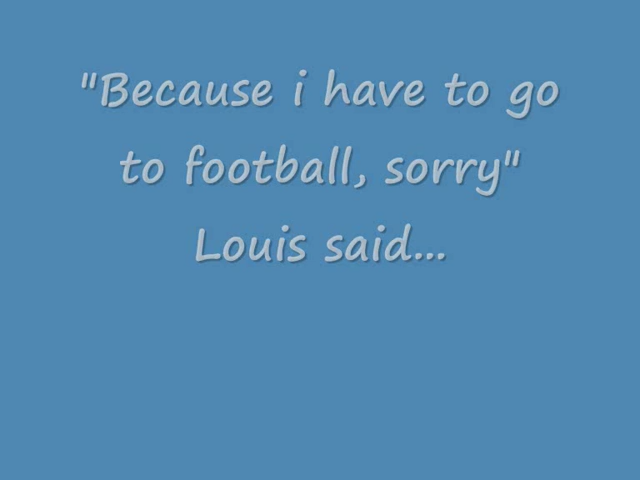 "Because i have to go
to football, sorry"
Louis said...